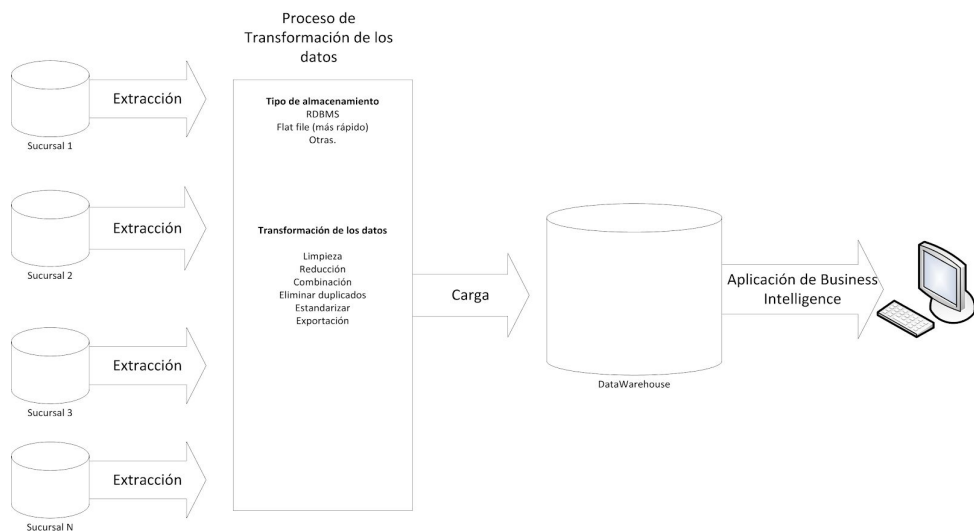 Proceso de
Transformación de los
datos
Extracción
Sucursal 1
Extracción
Sucursal 2
Extracción
Sucursal 3
Extracción
Sucursal N
Tipo de almacenamiento
RDBMS
Flat file (más rápido)
Otras.
Transformación de los datos
Limpieza
Reducción
Combinación
Eliminar duplicados
Estandarizar
Exportación
Carga
DataWarehouse
Aplicación de Business
Intelligence